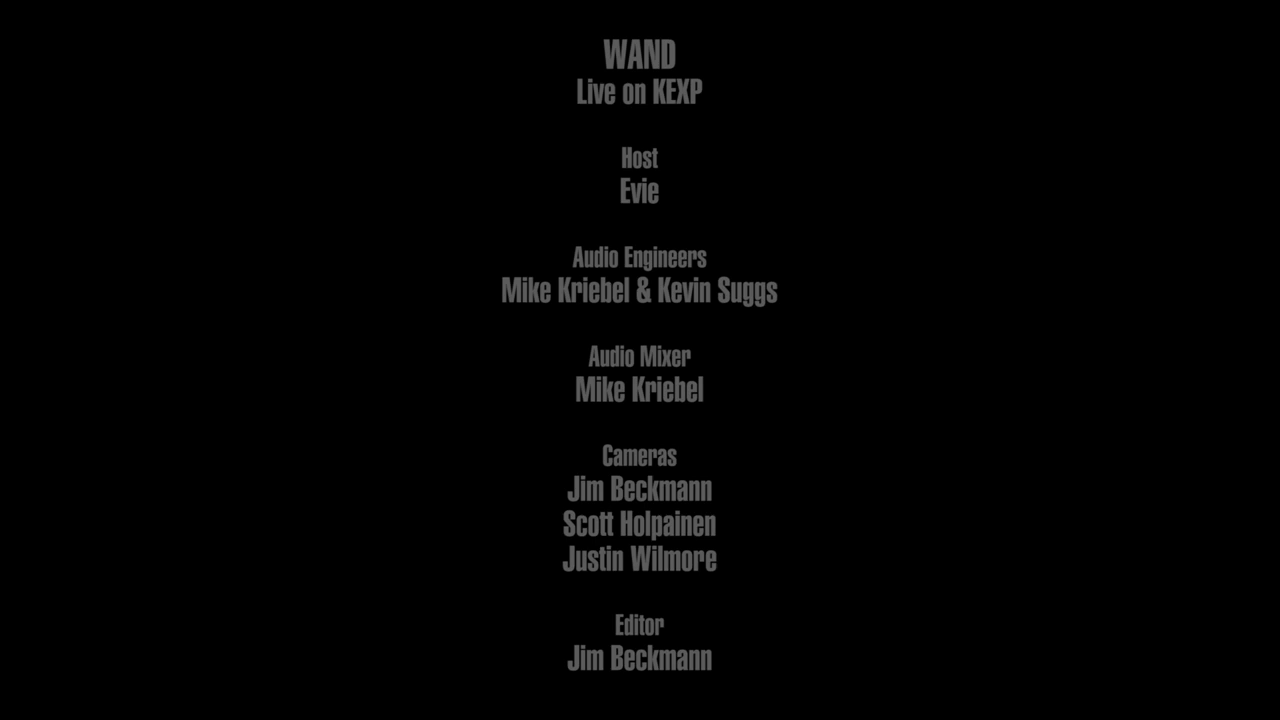 WAND
Live on KEXP
Host
Evie
Audio Engineers
Mike Kriebel & Kevin Suggs
Audio Mixer
Mike Kriebel
Cameras
Jim Beckmann
Scott Holpainen
Justin Wilmore
Editor
Jim Beckmann